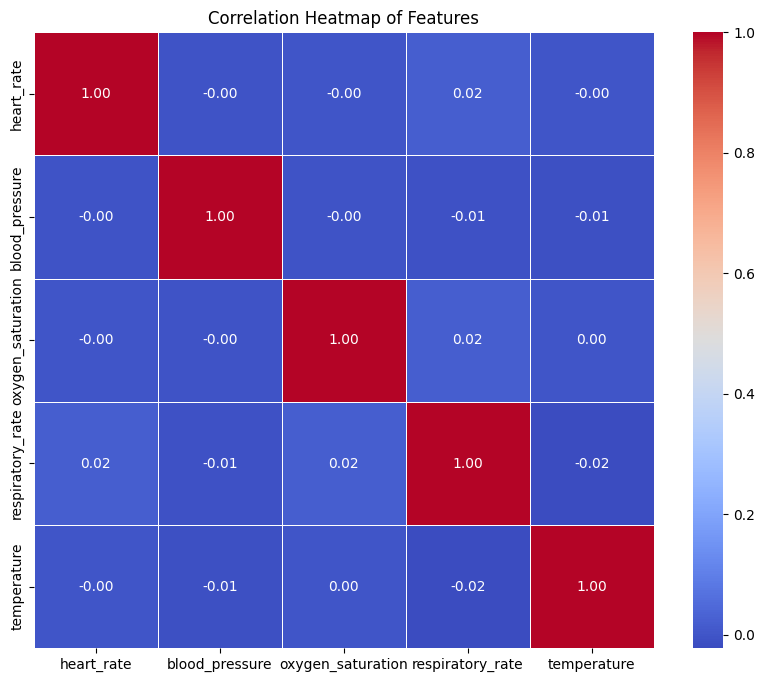 Correlation Heatmap of Features
heart_rate
1.00
-0.00
-0.00
0.02
-0.00
blood_pressure
-0.00
1.00
-0.00
-0.01
-0.01
oxygen_saturation
-0.00
-0.00
1.00
0.02
0.00
respiratory_rate
0.02
-0.01
0.02
1.00
-0.02
temperature
-0.00
-0.01
0.00
-0.02
1.00
heart_rate
blood_pressure
oxygen_saturation
respiratory_rate
temperature
1.0
0.8
0.6
0.4
0.2
0.0